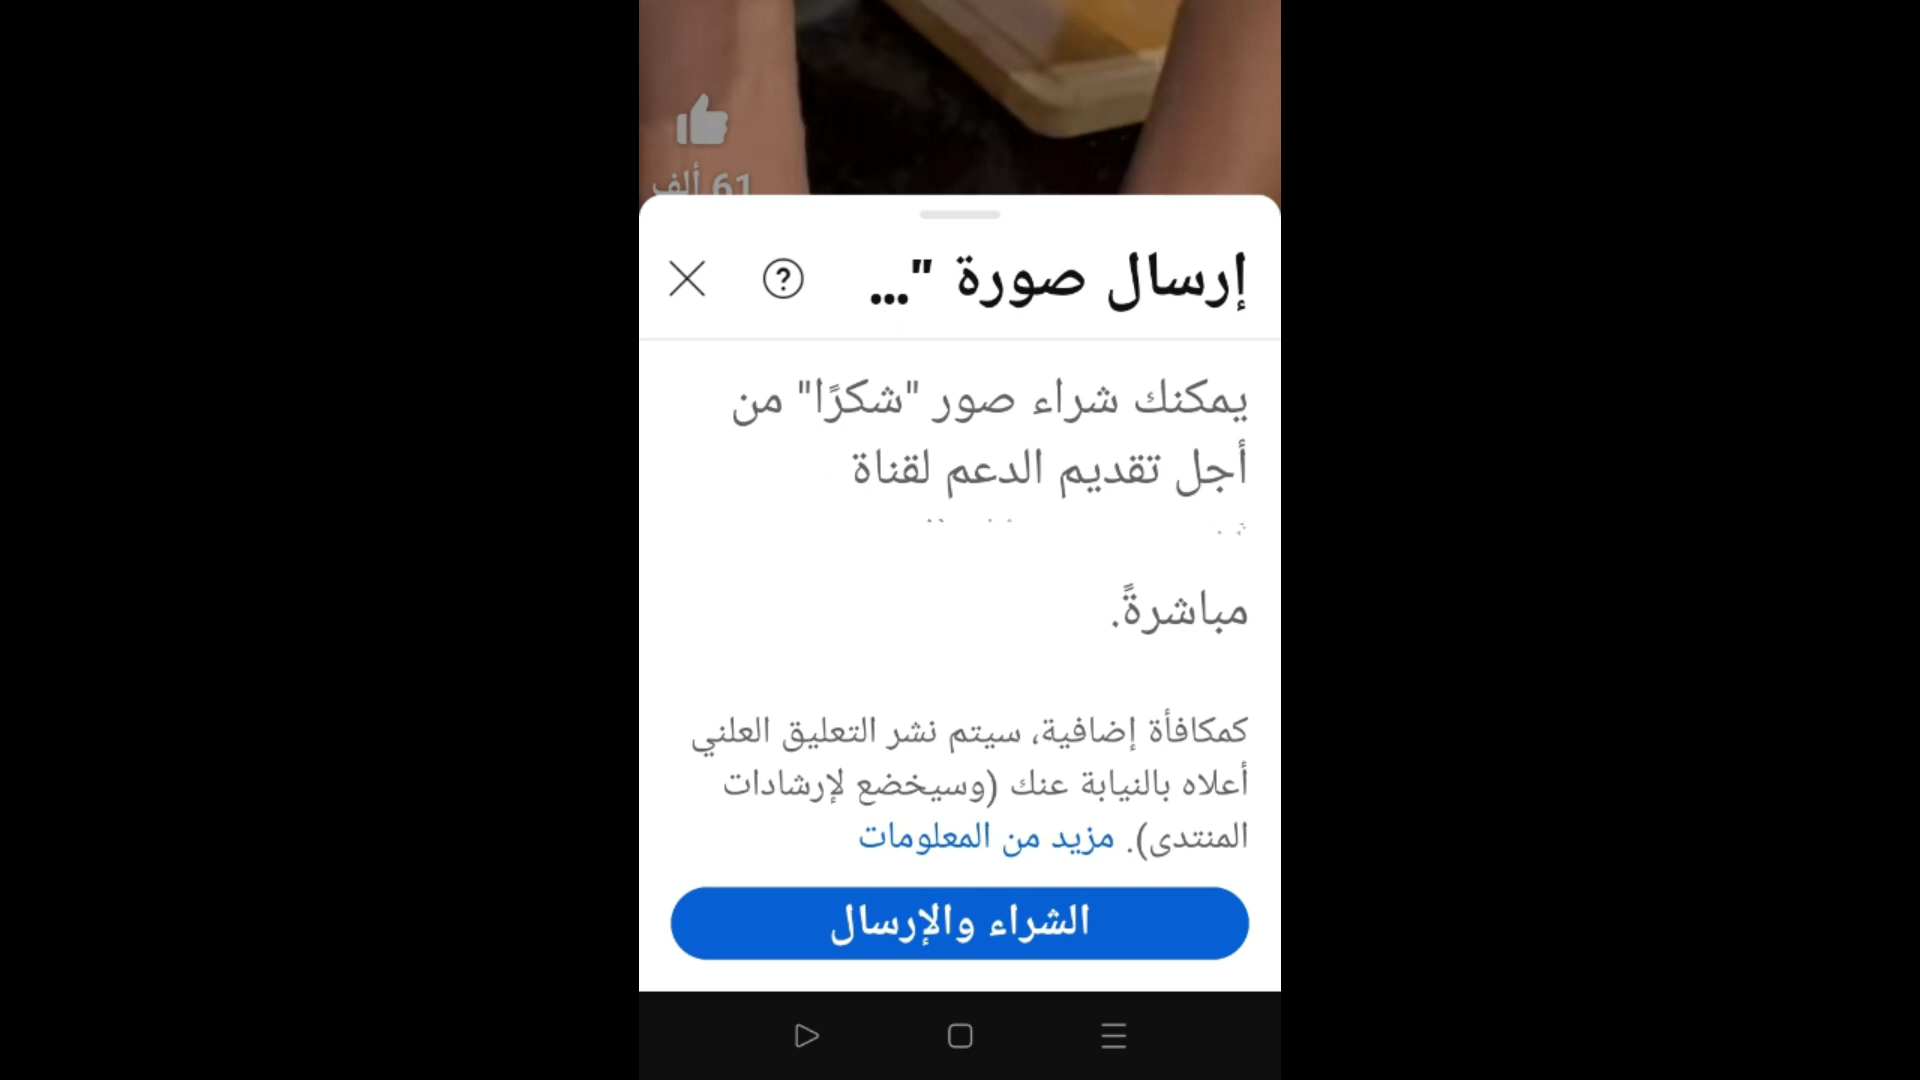 61 ألف
إرسال صورة "...
يمكنك شراء صور "شكرًا" من
أجل تقديم الدعم لقناة
مباشرةً.
كمكافأة إضافية، سيتم نشر التعليق العلني
أعلاه بالنيابة عنك (وسيخضع لإرشادات
المنتدى). مزيد من المعلومات
الشراء والإرسال